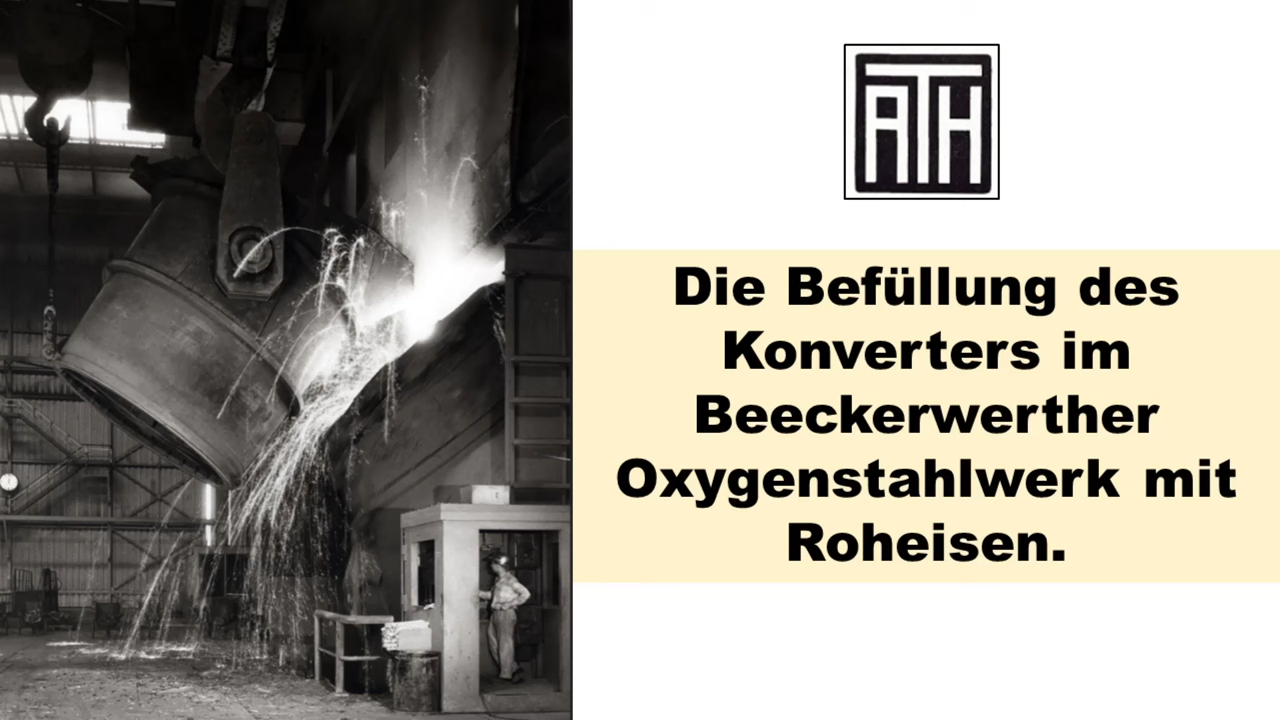 ATH
Die Befüllung des
Konverters im
Beeckerwerther
Oxygenstahlwerk mit
Roheisen.